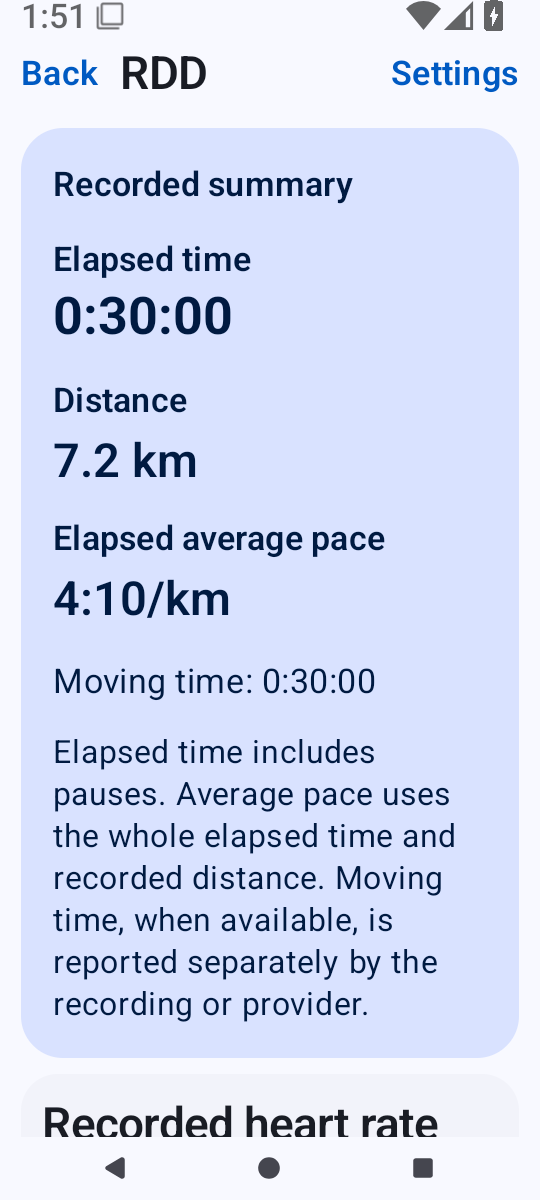 1:51
Back RDD Settings
Recorded summary
Elapsed time
0:30:00
Distance
7.2 km
Elapsed average pace
4:10/km
Moving time: 0:30:00
Elapsed time includes
pauses. Average pace uses
the whole elapsed time and
recorded distance. Moving
time, when available, is
reported separately by the
recording or provider.
Recorded heart rate